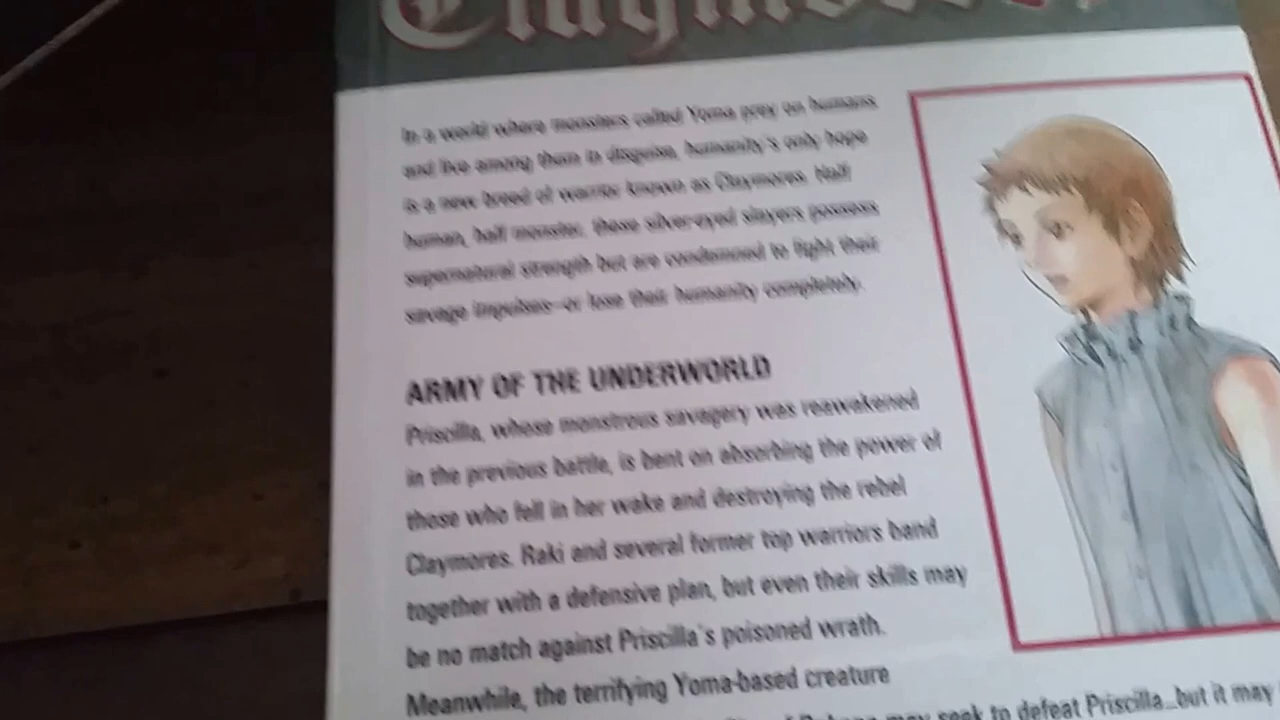 Claymore
In a world where monsters called Yoma prey on humans
and live among them in disguise, humanity's only hope
is a new breed of warrior known as Claymores. Half
human, half monster, these silver-eyed slayers possess
supernatural strength but are condemned to fight their
savage impulses—or lose their humanity completely.
ARMY OF THE UNDERWORLD
Priscilla, whose monstrous savagery was reawakened
in the previous battle, is bent on absorbing the power of
those who fell in her wake and destroying the rebel
Claymores. Raki and several former top warriors band
together with a defensive plan, but even their skills may
be no match against Priscilla's poisoned wrath.
Meanwhile, the terrifying Yoma-based creature
may seek to defeat Priscilla...but it may